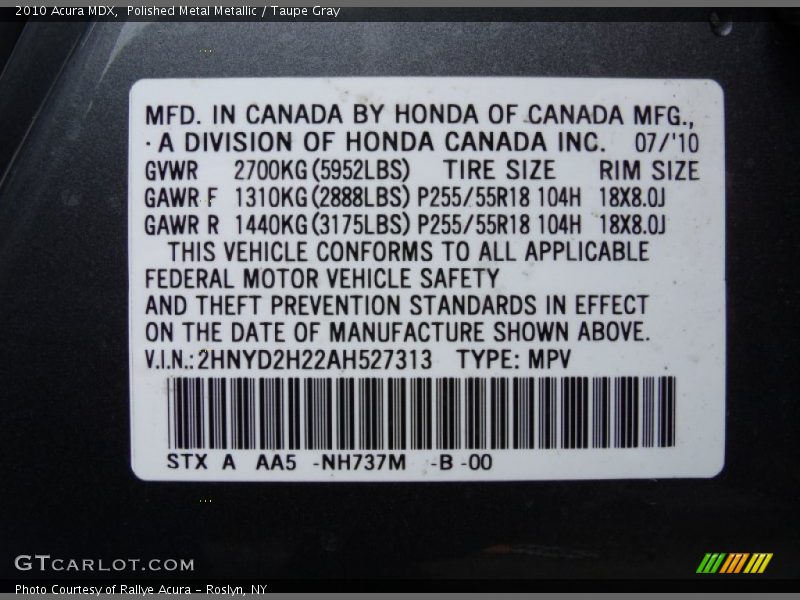 2010 Acura MDX, Polished Metal Metallic / Taupe Gray
MFD. IN CANADA BY HONDA OF CANADA MFG.,
· A DIVISION OF HONDA CANADA INC. 07/'10
GVWR 2700KG(5952LBS) TIRE SIZE RIM SIZE
GAWR F 1310KG(2888LBS) P255/55R18 104H 18X8.0J
GAWR R 1440KG(3175LBS) P255/55R18 104H 18X8.0J
THIS VEHICLE CONFORMS TO ALL APPLICABLE
FEDERAL MOTOR VEHICLE SAFETY
AND THEFT PREVENTION STANDARDS IN EFFECT
ON THE DATE OF MANUFACTURE SHOWN ABOVE.
V.I.N.: 2HNYD2H22AH527313 TYPE: MPV
STX A AA5 -NH737M -B -00
GTCARLOT.COM
Photo Courtesy of Rallye Acura – Roslyn, NY